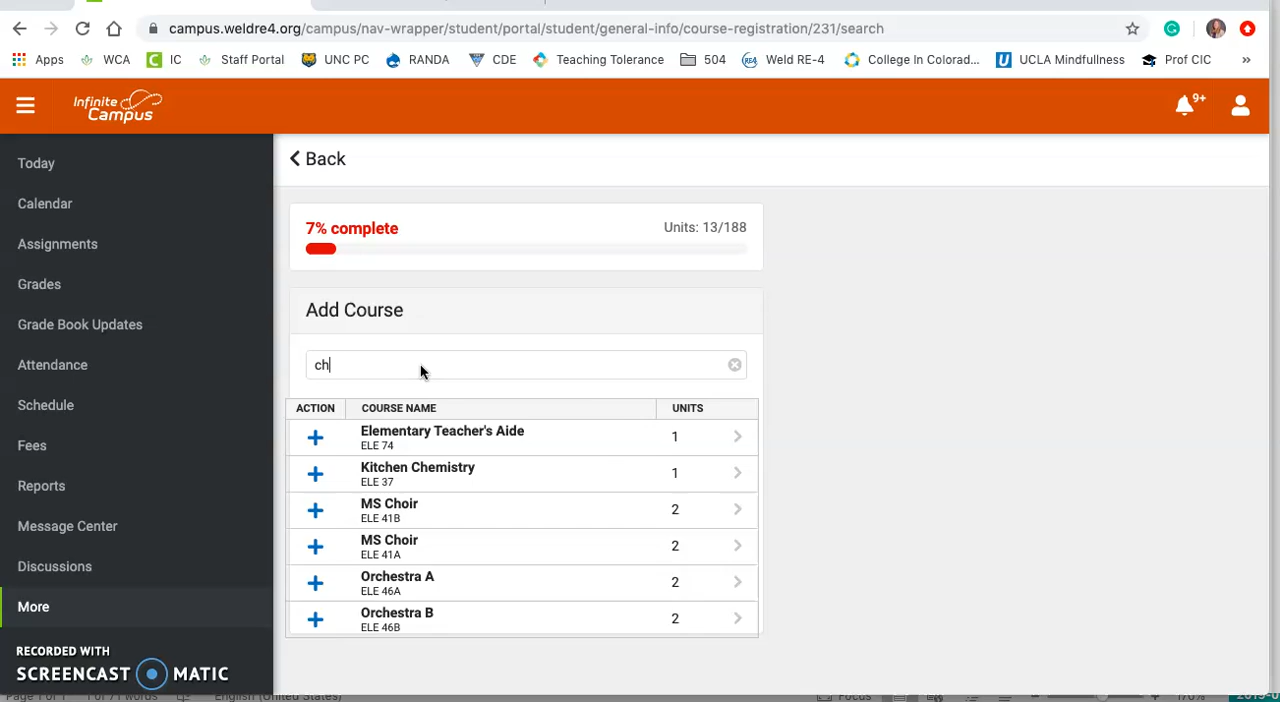 campus.weldre4.org/campus/nav-wrapper/student/portal/student/general-info/course-registration/231/search
Apps WCA IC Staff Portal UNC PC RANDA CDE Teaching Tolerance 504 Weld RE-4 College In Colorad... UCLA Mindfullness Prof CIC »
Infinite Campus 9+
Today
Calendar
Assignments
Grades
Grade Book Updates
Attendance
Schedule
Fees
Reports
Message Center
Discussions
More
RECORDED WITH
SCREENCAST MATIC
Back
7% complete Units: 13/188
Add Course
ch
ACTION COURSE NAME UNITS
Elementary Teacher's Aide 1
ELE 74
Kitchen Chemistry 1
ELE 37
MS Choir 2
ELE 41B
MS Choir 2
ELE 41A
Orchestra A 2
ELE 46A
Orchestra B 2
ELE 46B
English (United States) Focus